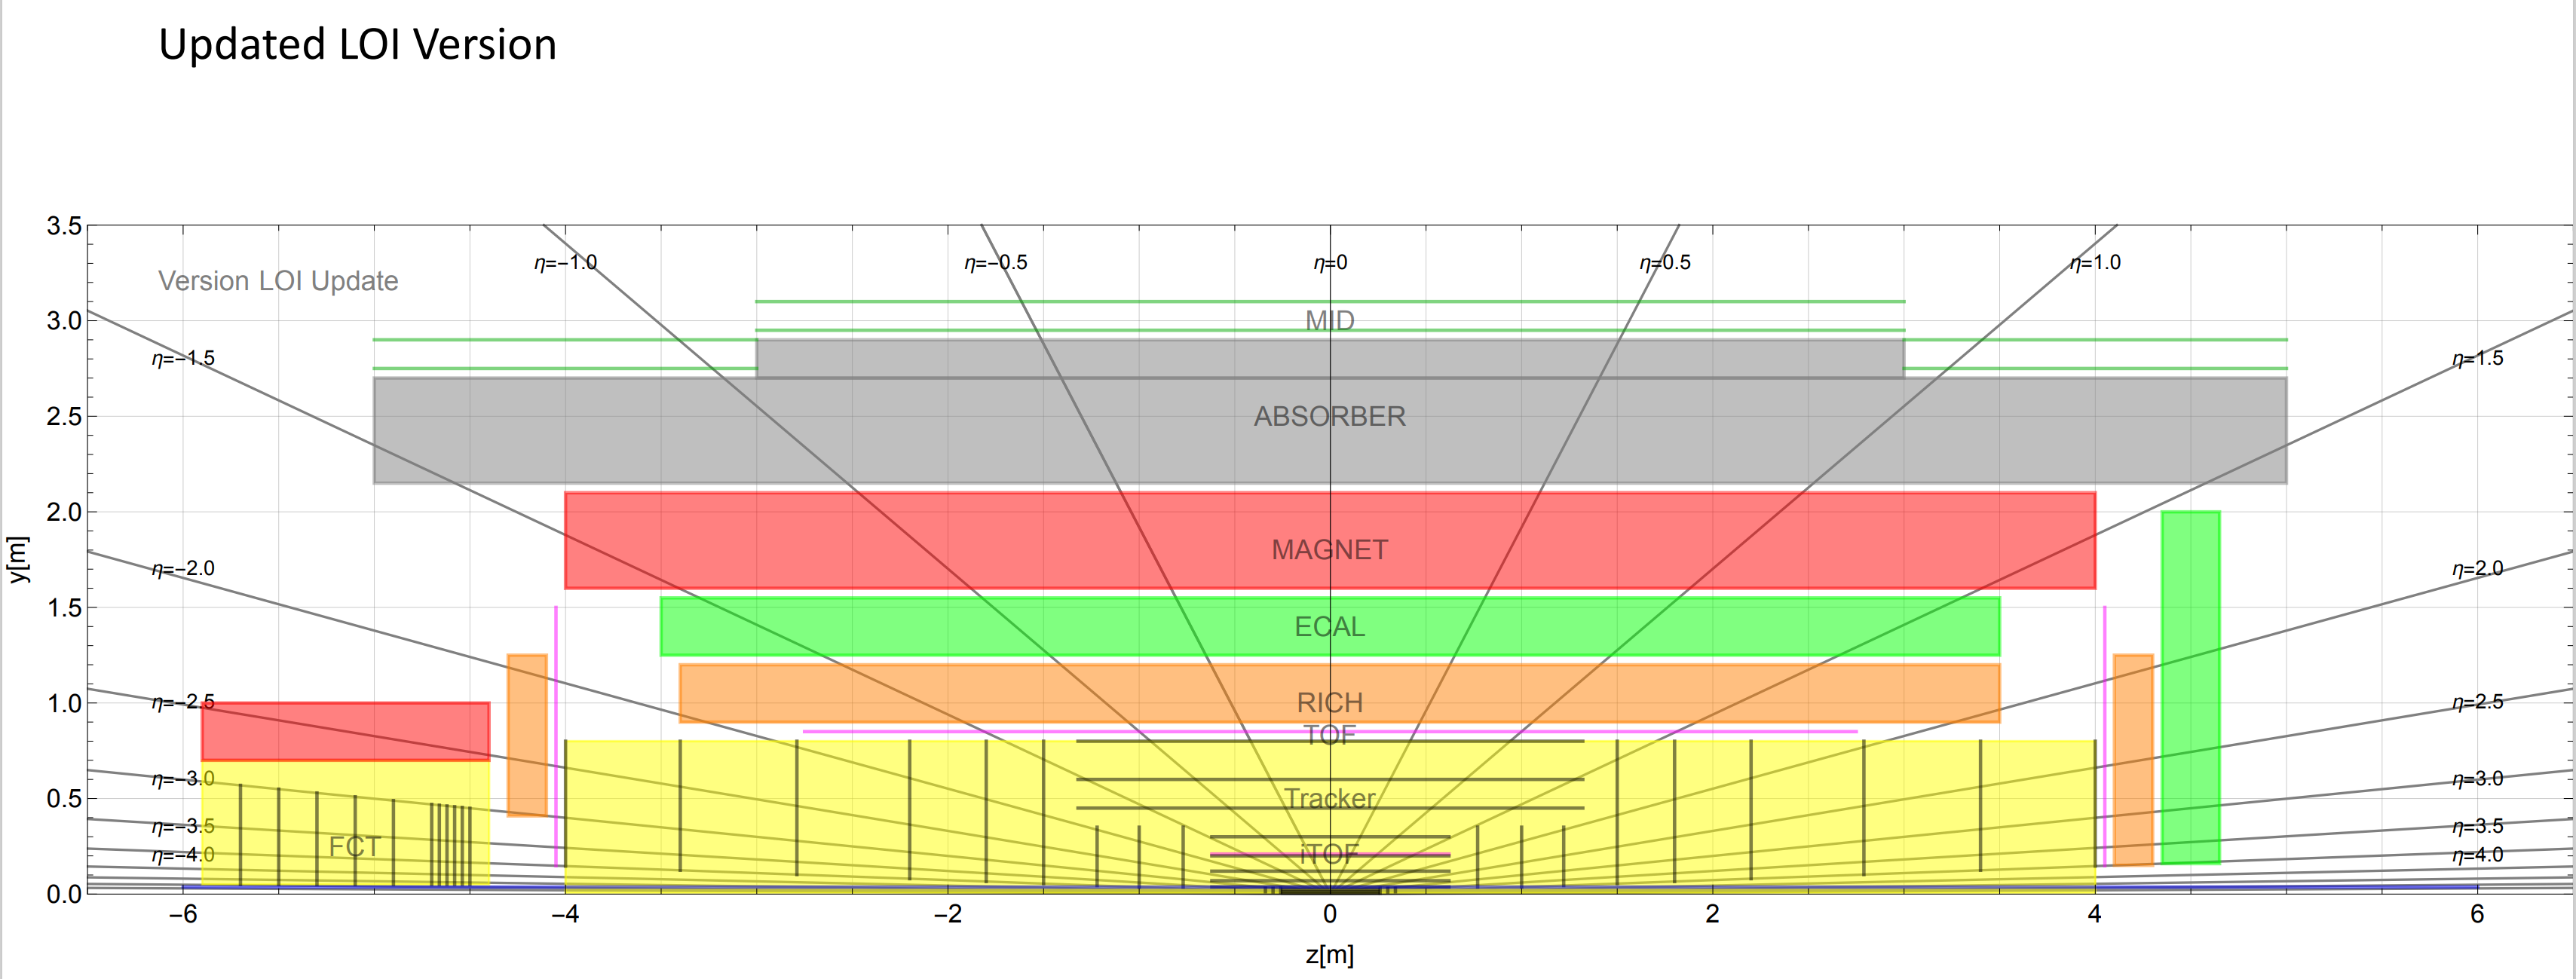 Updated LOI Version
3.5
η=−1.0 η=−0.5 η=0 η=0.5 η=1.0
Version LOI Update
3.0
MID
η=−1.5 η=1.5
2.5
ABSORBER
2.0
MAGNET
η=−2.0 η=2.0
y[m]
1.5
ECAL
1.0
η=−2.5 RICH η=2.5
TOF
η=−3.0 η=3.0
0.5
Tracker
η=−3.5 η=3.5
FCT
iTOF
η=−4.0 η=4.0
0.0
−6 −4 −2 0 2 4 6
z[m]